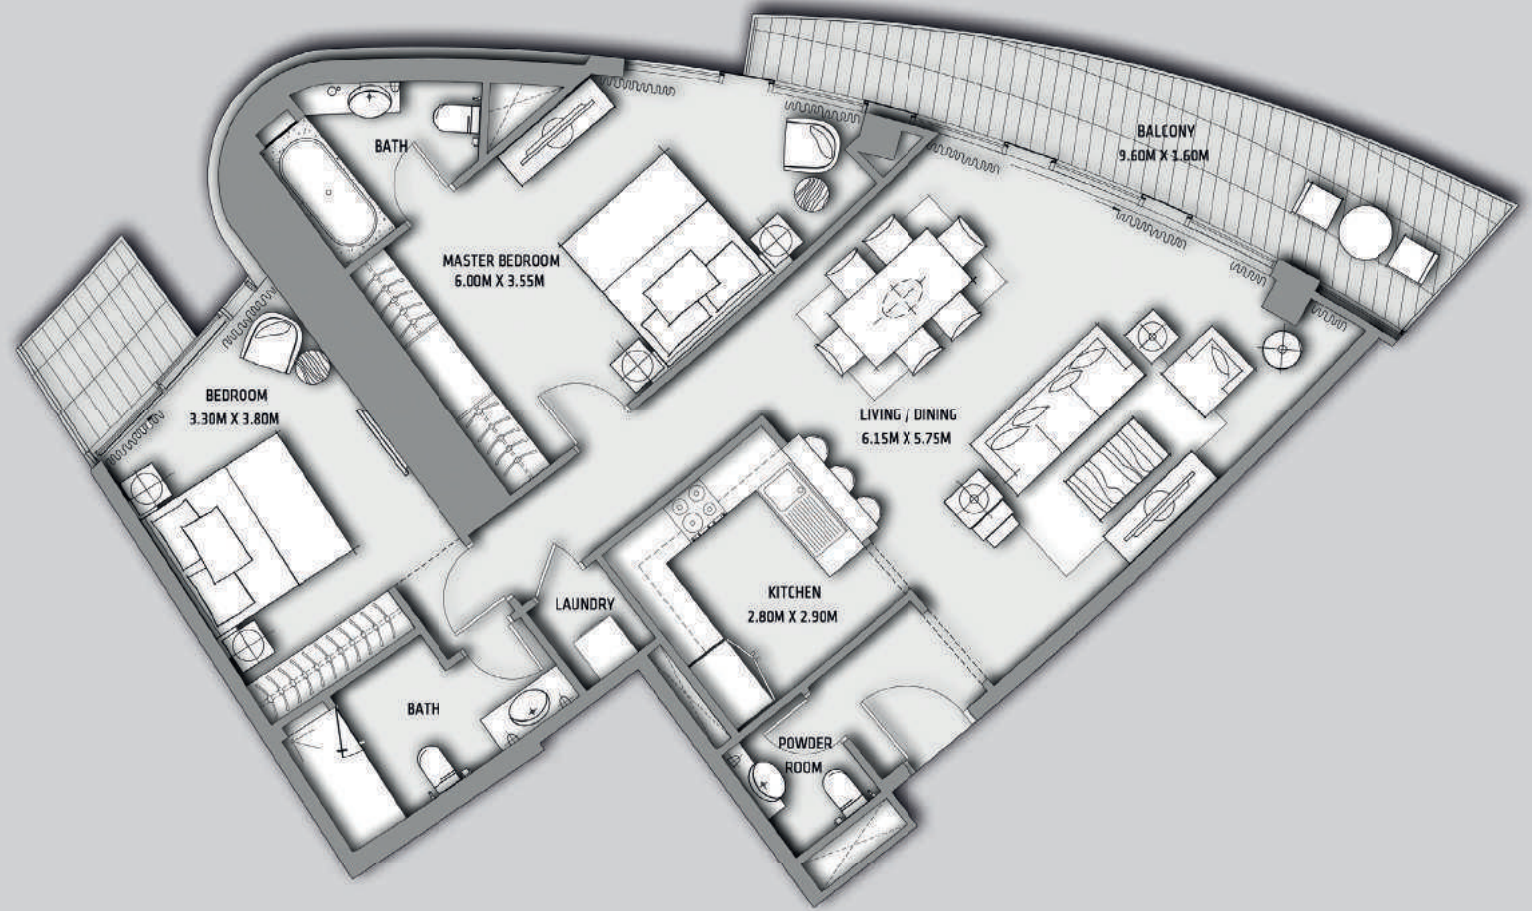 BALCONY
9.60M X 1.60M
BATH
MASTER BEDROOM
6.00M X 3.55M
BEDROOM
3.30M X 3.80M
LIVING / DINING
6.15M X 5.75M
KITCHEN
2.80M X 2.90M
LAUNDRY
BATH
POWDER
ROOM